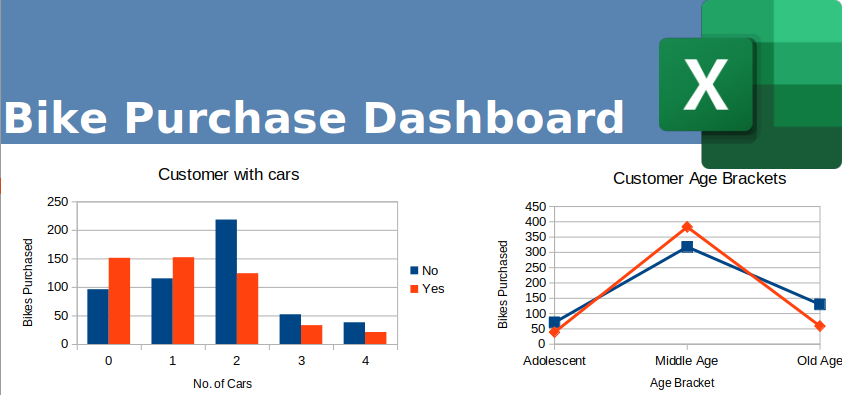 X
Bike Purchase Dashboard
Customer with cars
250
200
150
100
50
0
Bikes Purchased
0 1 2 3 4
No. of Cars
No
Yes
Customer Age Brackets
450
400
350
300
250
200
150
100
50
0
Bikes Purchased
Adolescent Middle Age Old Age
Age Bracket